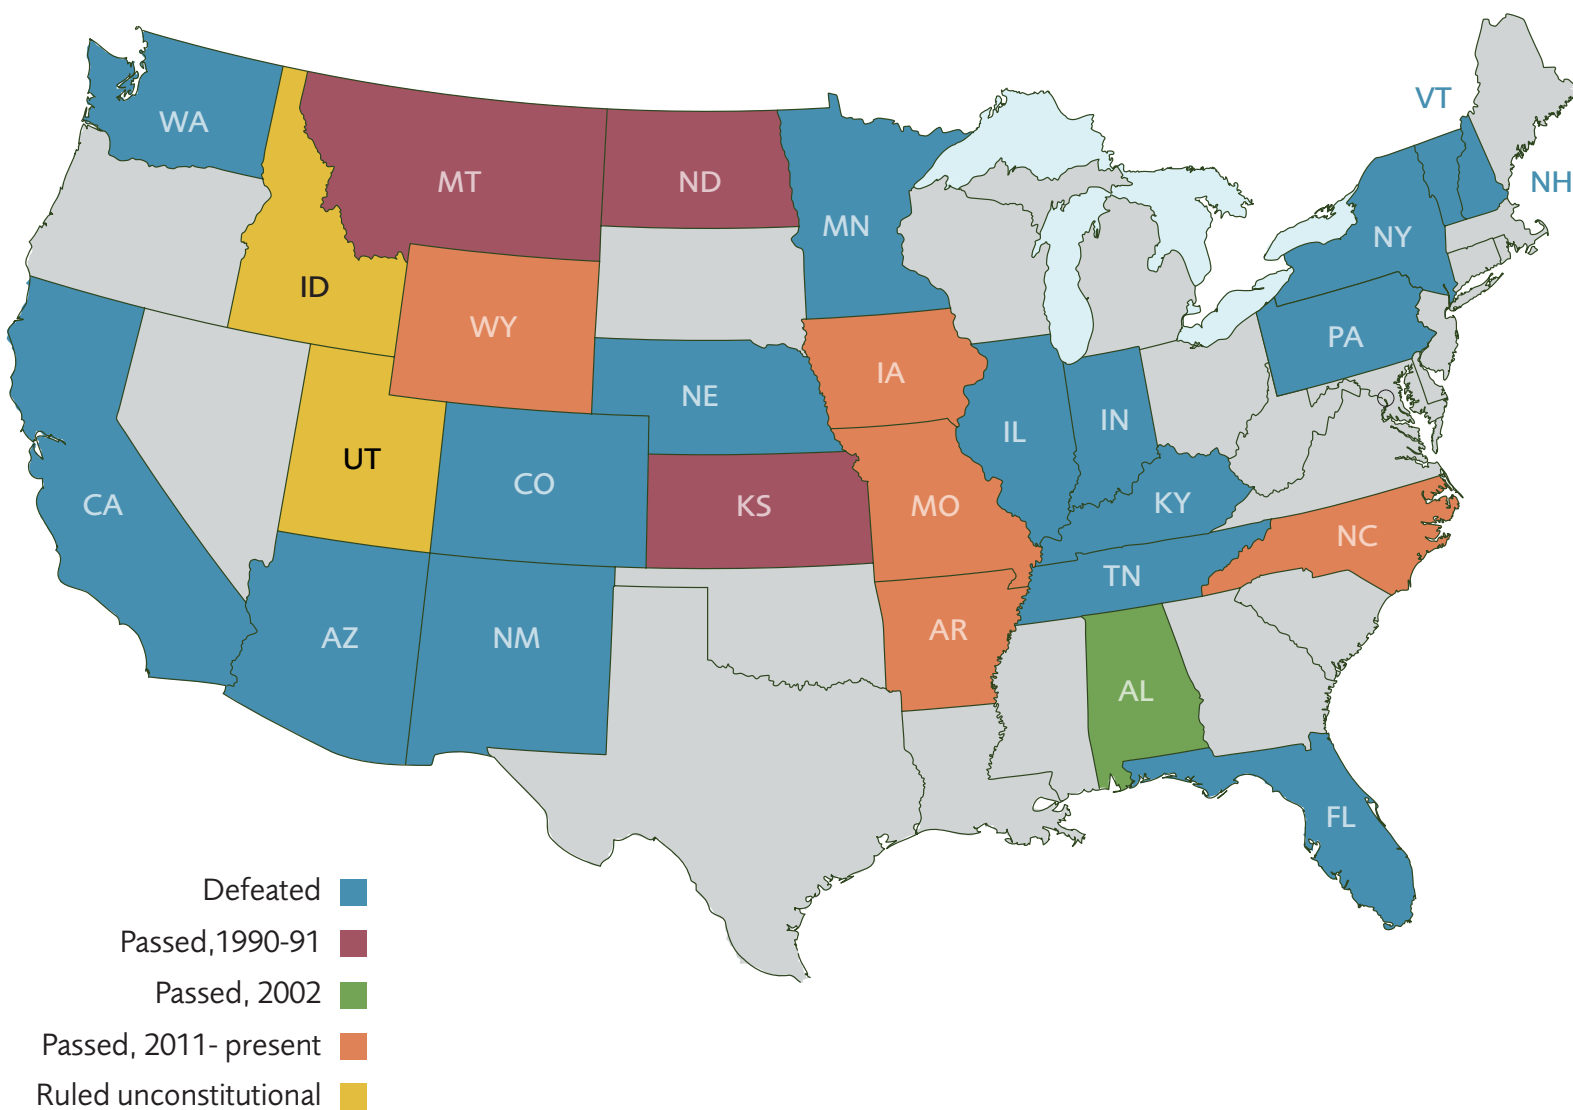 VT
WA
MT
ND
NH
MN
NY
ID
WY
PA
IA
NE
IL
IN
UT
CO
CA
KS
MO
KY
NC
TN
AZ
NM
AR
AL
FL
Defeated
Passed,1990-91
Passed, 2002
Passed, 2011- present
Ruled unconstitutional